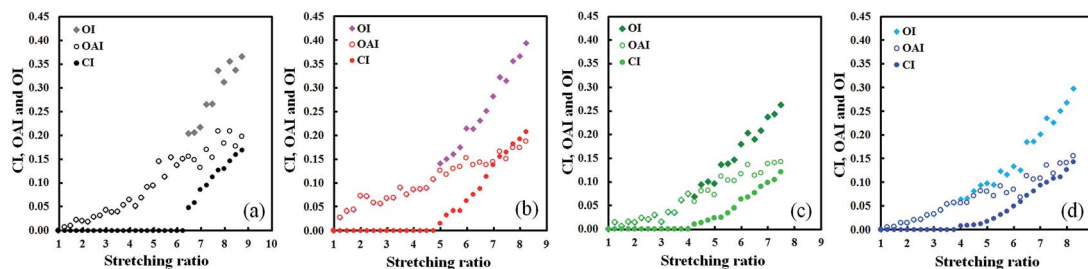 0.45
0.40
0.35
0.30
0.25
0.20
0.15
0.10
0.05
0.00
CI, OAI and OI
OI
OAI
CI
(a)
1 2 3 4 5 6 7 8 9 10
Stretching ratio
0.45
0.40
0.35
0.30
0.25
0.20
0.15
0.10
0.05
0.00
CI, OAI and OI
OI
OAI
CI
(b)
1 2 3 4 5 6 7 8 9
Stretching ratio
0.45
0.40
0.35
0.30
0.25
0.20
0.15
0.10
0.05
0.00
CI, OAI and OI
OI
OAI
CI
(c)
1 2 3 4 5 6 7 8 9
Stretching ratio
0.45
0.40
0.35
0.30
0.25
0.20
0.15
0.10
0.05
0.00
CI, OAI and OI
OI
OAI
CI
(d)
1 2 3 4 5 6 7 8
Stretching ratio